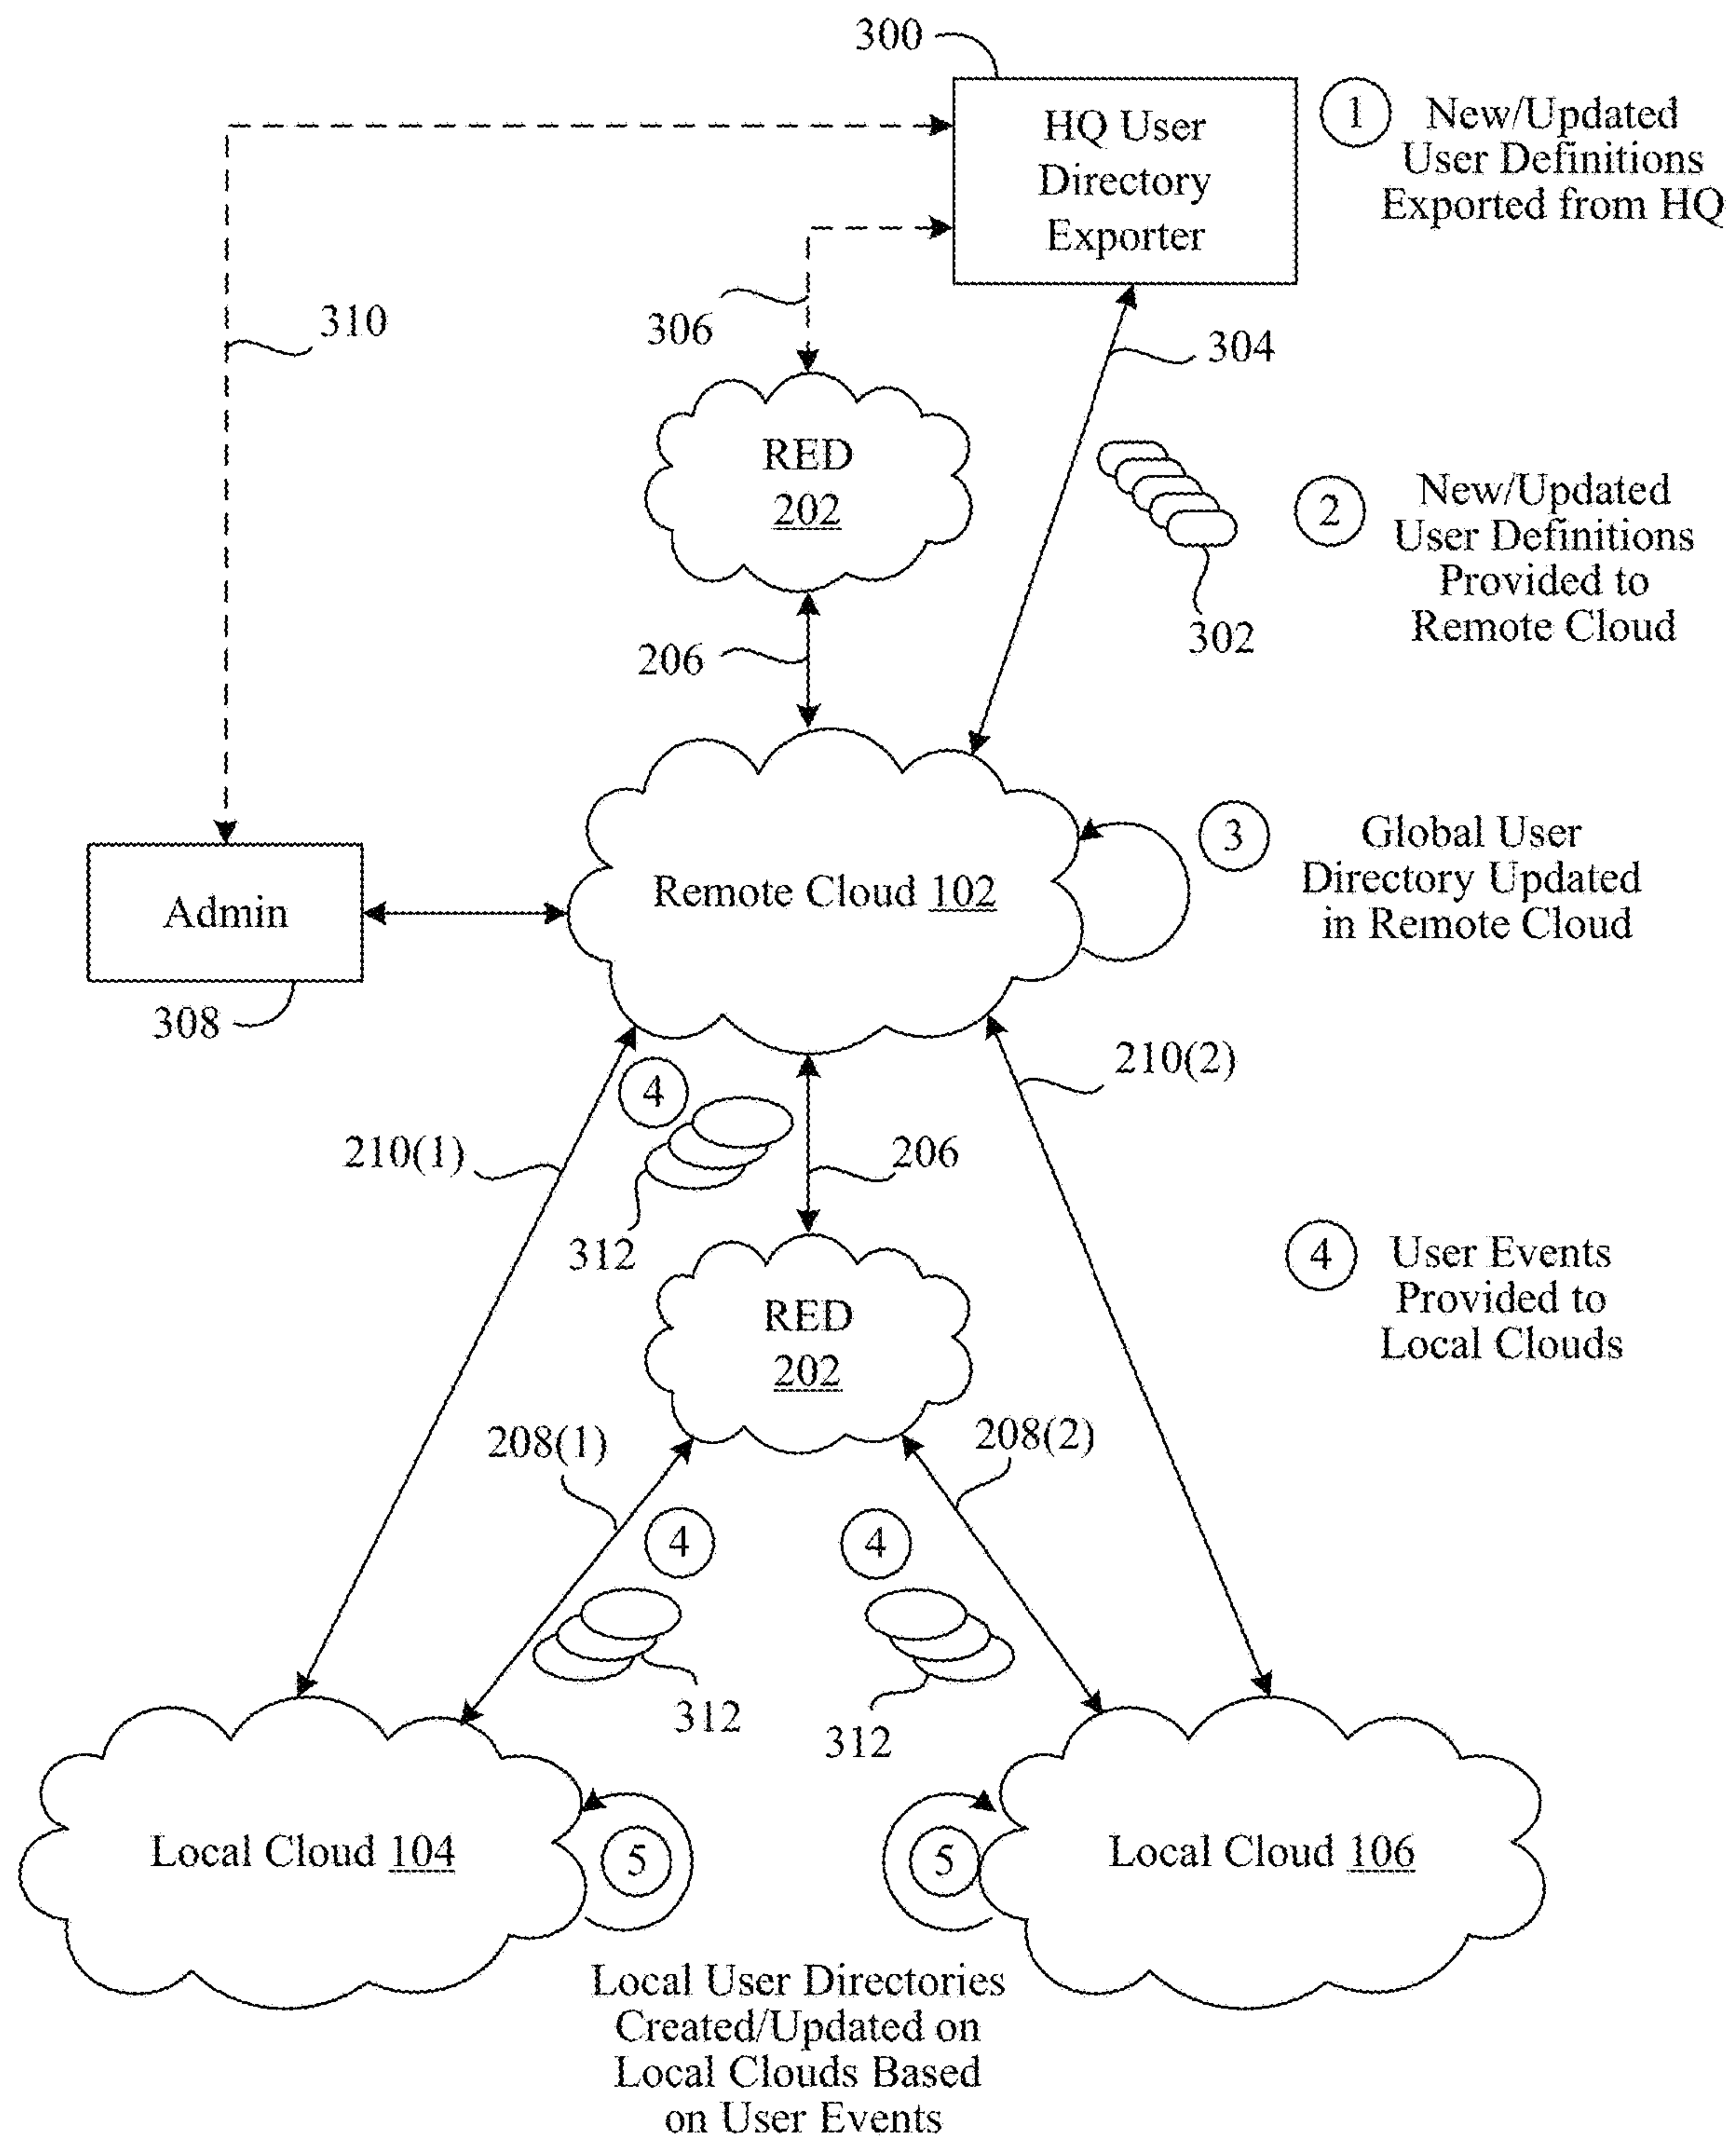 300
HQ User
Directory
Exporter
1
New/Updated
User Definitions
Exported from HQ
310
306
304
RED
202
2
New/Updated
User Definitions
Provided to
Remote Cloud
302
206
3
Global User
Directory Updated
in Remote Cloud
Remote Cloud 102
Admin
308
210(2)
4
210(1)
206
312
4
User Events
Provided to
Local Clouds
RED
202
208(1)
208(2)
4
4
312
312
Local Cloud 104
5
5
Local Cloud 106
Local User Directories
Created/Updated on
Local Clouds Based
on User Events